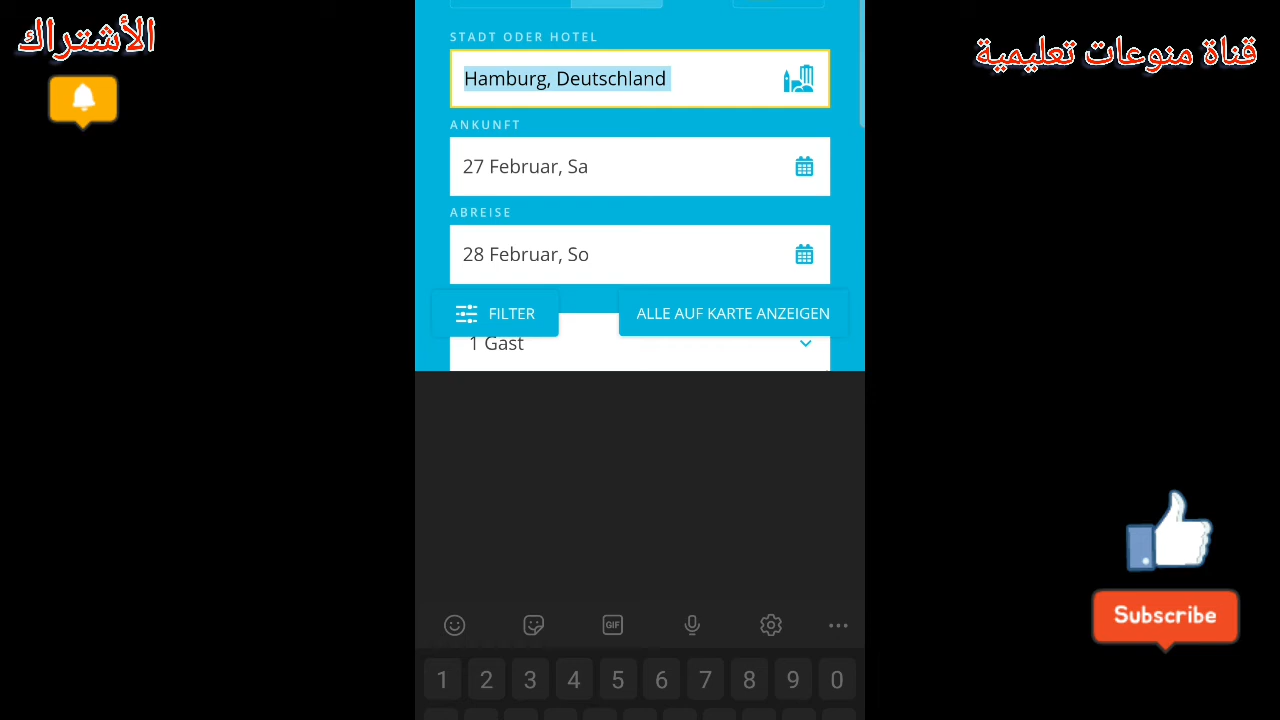 الأشتراك
قناة منوعات تعليمية
STADT ODER HOTEL
Hamburg, Deutschland
ANKUNFT
27 Februar, Sa
ABREISE
28 Februar, So
FILTER
ALLE AUF KARTE ANZEIGEN
1 Gast
GIF
1 2 3 4 5 6 7 8 9 0
Subscribe